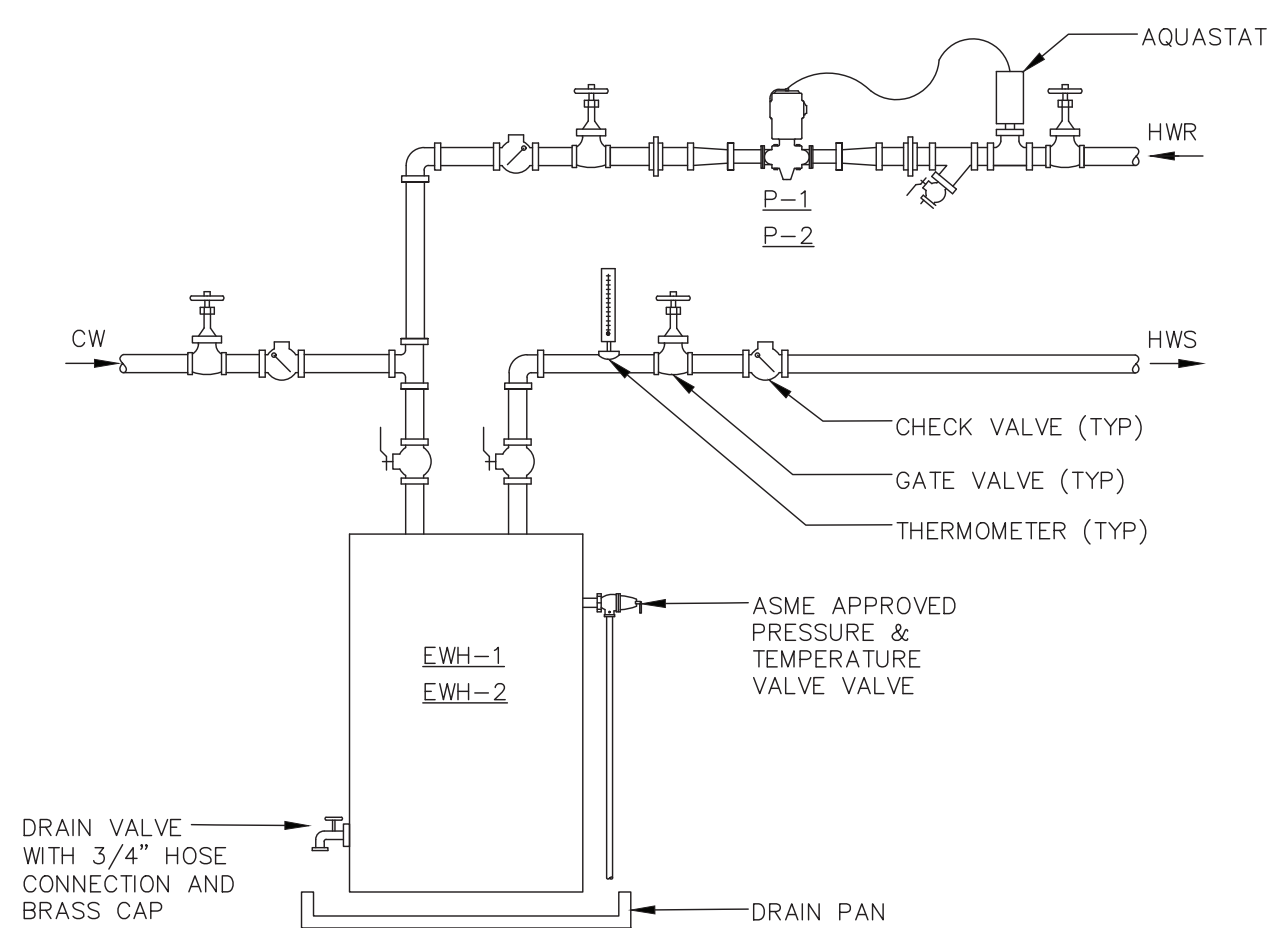 AQUASTAT
HWR
P-1
P-2
CW
HWS
CHECK VALVE (TYP)
GATE VALVE (TYP)
THERMOMETER (TYP)
ASME APPROVED
PRESSURE &
TEMPERATURE
VALVE VALVE
EWH-1
EWH-2
DRAIN VALVE
WITH 3/4" HOSE
CONNECTION AND
BRASS CAP
DRAIN PAN